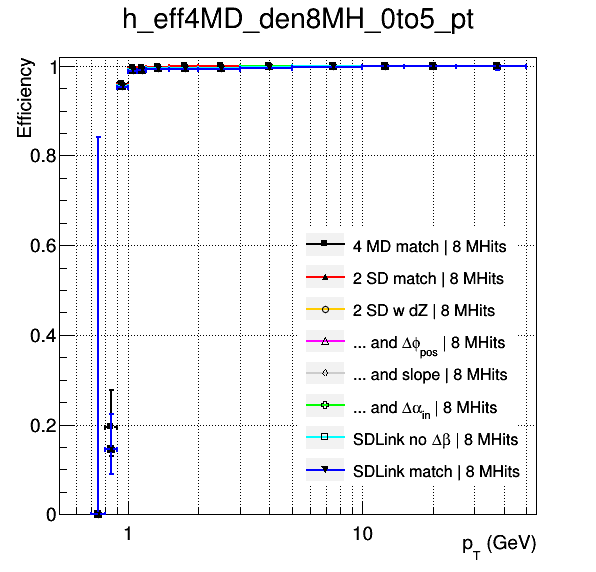 h_eff4MD_den8MH_0to5_pt
Efficiency
1
0.8
0.6
0.4
0.2
0
4 MD match | 8 MHits
2 SD match | 8 MHits
2 SD w dZ | 8 MHits
... and Δϕpos | 8 MHits
... and slope | 8 MHits
... and Δαin | 8 MHits
SDLink no Δβ | 8 MHits
SDLink match | 8 MHits
1 10
pT (GeV)